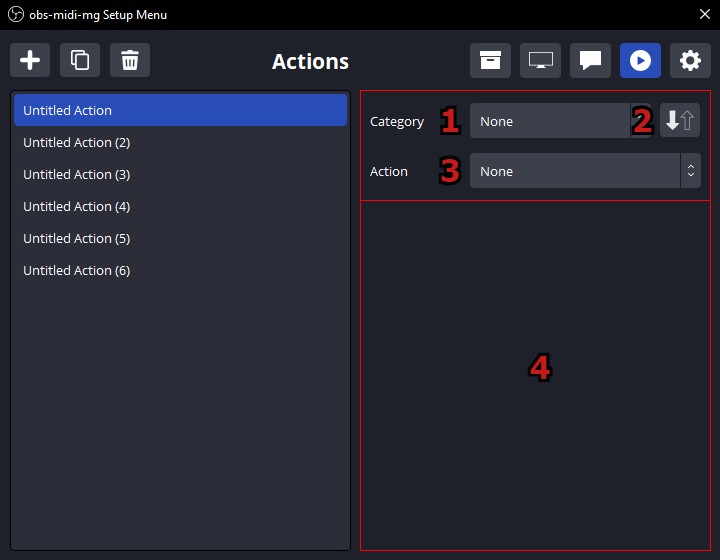 obs-midi-mg Setup Menu
Actions
Untitled Action
Untitled Action (2)
Untitled Action (3)
Untitled Action (4)
Untitled Action (5)
Untitled Action (6)
Category 1 None 2
Action 3 None
4